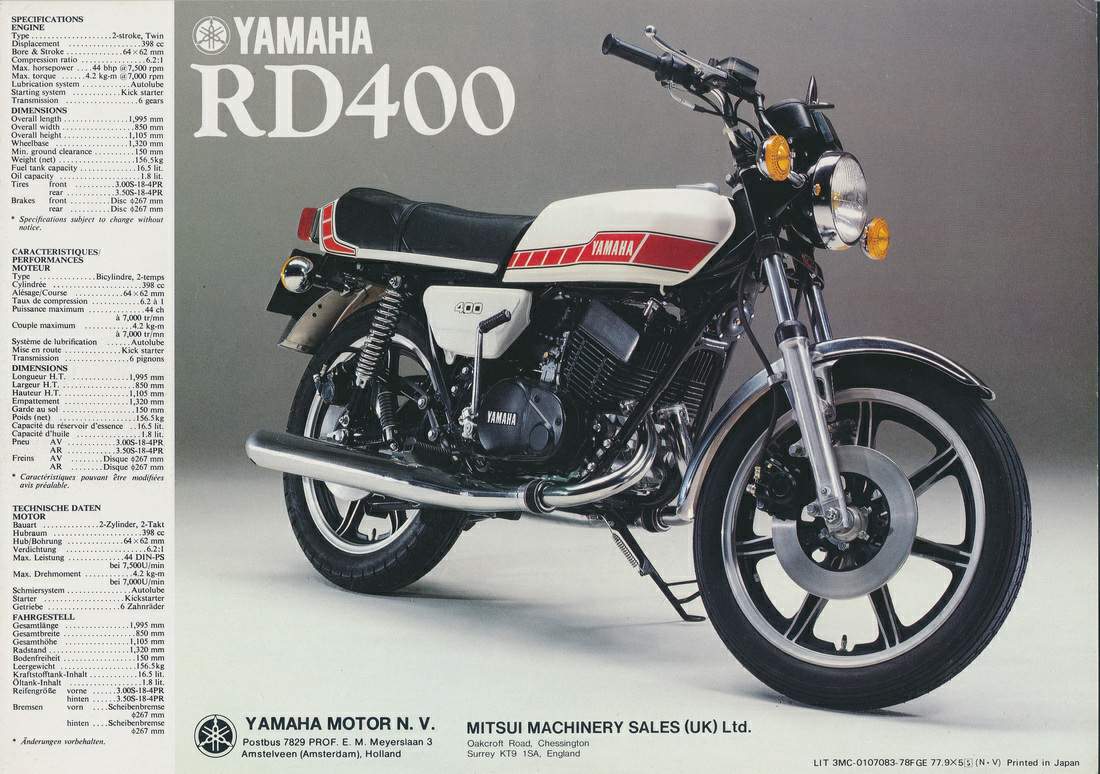 SPECIFICATIONS
ENGINE
Type ................2-stroke, Twin
Displacement ................398 cc
Bore & Stroke ............64 × 62 mm
Compression ratio ............6.2:1
Max. horsepower ....44 bhp @7,500 rpm
Max. torque ......4.2 kg-m @7,000 rpm
Lubrication system ..........Autolube
Starting system ..........Kick starter
Transmission ................6 gears
DIMENSIONS
Overall length ............1,995 mm
Overall width ................850 mm
Overall height ............1,105 mm
Wheelbase ................1,320 mm
Min. ground clearance ........150 mm
Weight (net) ................156.5kg
Fuel tank capacity ............16.5 lit.
Oil capacity ................1.8 lit.
Tires front ............3.00S-18-4PR
rear ............3.50S-18-4PR
Brakes front ........Disc ϕ267 mm
rear ........Disc ϕ267 mm
* Specifications subject to change without
notice.
CARACTERISTIQUES/
PERFORMANCES
MOTEUR
Type ............Bicylindre, 2-temps
Cylindrée ................398 cc
Alésage/Course ............64 × 62 mm
Taux de compression ..........6.2 à 1
Puissance maximum ............44 ch
à 7,000 tr/mn
Couple maximum ............4.2 kg-m
à 7,000 tr/mn
Système de lubrification ......Autolube
Mise en route ............Kick starter
Transmission ............6 pignons
DIMENSIONS
Longueur H.T. ............1,995 mm
Largeur H.T. ................850 mm
Hauteur H.T. ............1,105 mm
Empattement ............1,320 mm
Garde au sol ................150 mm
Poids (net) ................156.5kg
Capacité du réservoir d'essence ..16.5 lit.
Capacité d'huile ............1.8 lit.
Pneu AV ............3.00S-18-4PR
AR ............3.50S-18-4PR
Freins AV ........Disque ϕ267 mm
AR ........Disque ϕ267 mm
* Caractéristiques pouvant être modifiées
avis préalable.
TECHNISCHE DATEN
MOTOR
Bauart ............2-Zylinder, 2-Takt
Hubraum ................398 cc
Hub/Bohrung ............64 × 62 mm
Verdichtung ................6.2:1
Max. Leistung ............44 DIN-PS
bei 7,500U/min
Max. Drehmoment ............4.2 kg-m
bei 7,000U/min
Schmiersystem ............Autolube
Starter ................Kickstarter
Getriebe ............6 Zahnräder
FAHRGESTELL
Gesamtlänge ............1,995 mm
Gesamtbreite ................850 mm
Gesamthöhe ............1,105 mm
Radstand ................1,320 mm
Bodenfreiheit ................150 mm
Leergewicht ................156.5kg
Kraftstofftank-Inhalt ............16.5 lit.
Öltank-Inhalt ................1.8 lit.
Reifengröße vorne ......3.00S-18-4PR
hinten ....3.50S-18-4PR
Bremsen vorn ....Scheibenbremse
ϕ267 mm
hinten ....Scheibenbremse
ϕ267 mm
* Änderungen vorbehalten.
YAMAHA
RD400
YAMAHA
400
YAMAHA
YAMAHA MOTOR N. V.
Postbus 7829 PROF. E. M. Meyerslaan 3
Amstelveen (Amsterdam), Holland
MITSUI MACHINERY SALES (UK) Ltd.
Oakcroft Road, Chessington
Surrey KT9 1SA, England
LIT 3MC-0107083-78FGE 77.9×5 S (N・V) Printed in Japan